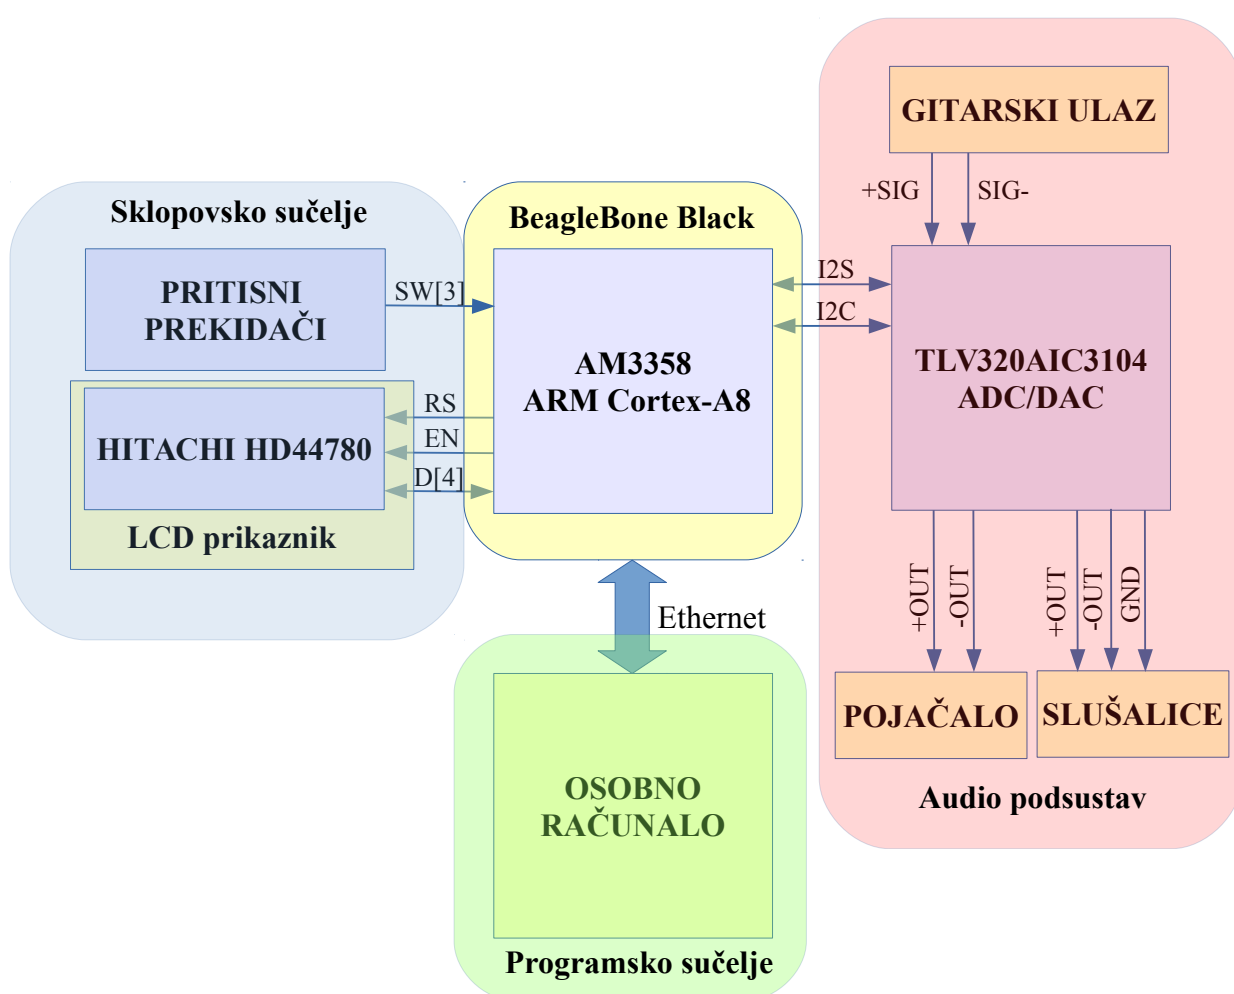 Sklopovsko sučelje
PRITISNI
PREKIDAČI
SW[3]
HITACHI HD44780
LCD prikaznik
RS
EN
D[4]
BeagleBone Black
AM3358
ARM Cortex-A8
I2S
I2C
GITARSKI ULAZ
+SIG
SIG-
TLV320AIC3104
ADC/DAC
+OUT
-OUT
+OUT
-OUT
GND
POJAČALO
SLUŠALICE
Audio podsustav
Ethernet
OSOBNO
RAČUNALO
Programsko sučelje